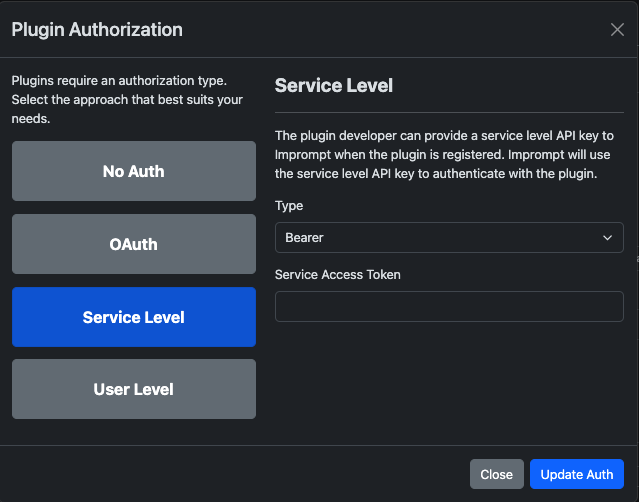 Plugin Authorization
Plugins require an authorization type.
Select the approach that best suits your
needs.
No Auth
OAuth
Service Level
User Level
Service Level
The plugin developer can provide a service level API key to
Imprompt when the plugin is registered. Imprompt will use
the service level API key to authenticate with the plugin.
Type
Bearer
Service Access Token
Close
Update Auth